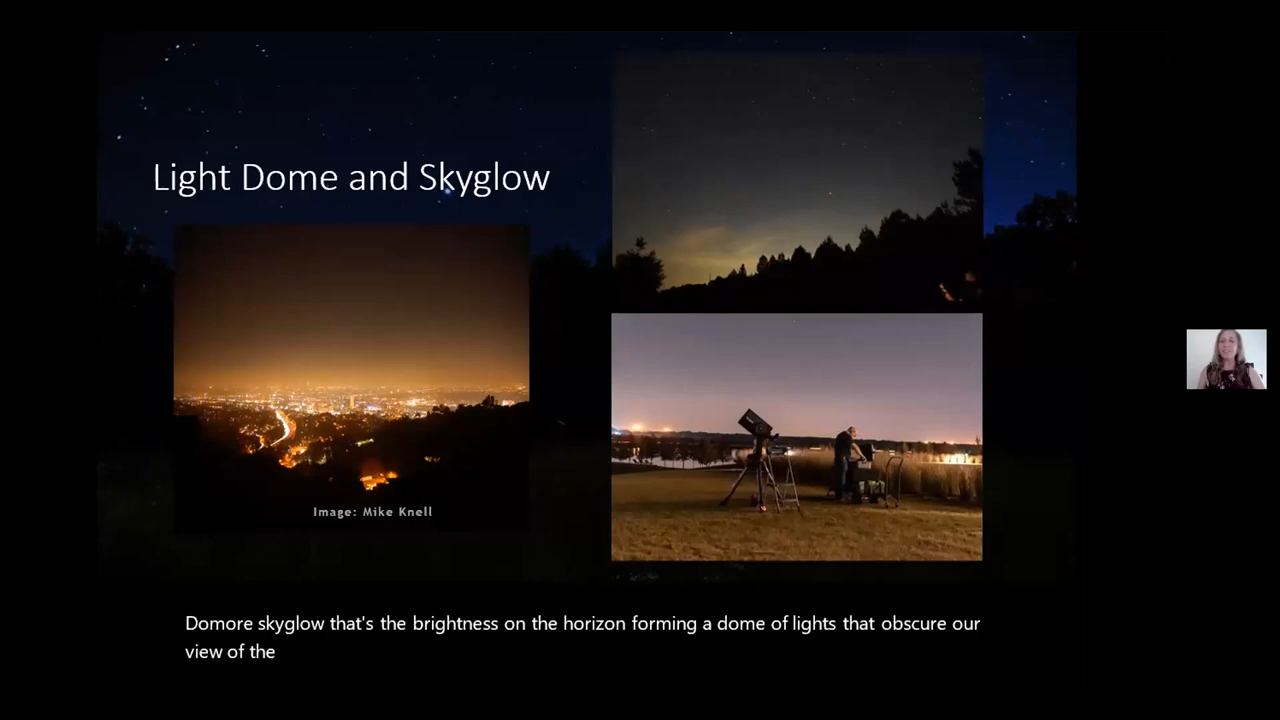 Light Dome and Skyglow
Image: Mike Knell
Domore skyglow that's the brightness on the horizon forming a dome of lights that obscure our
view of the